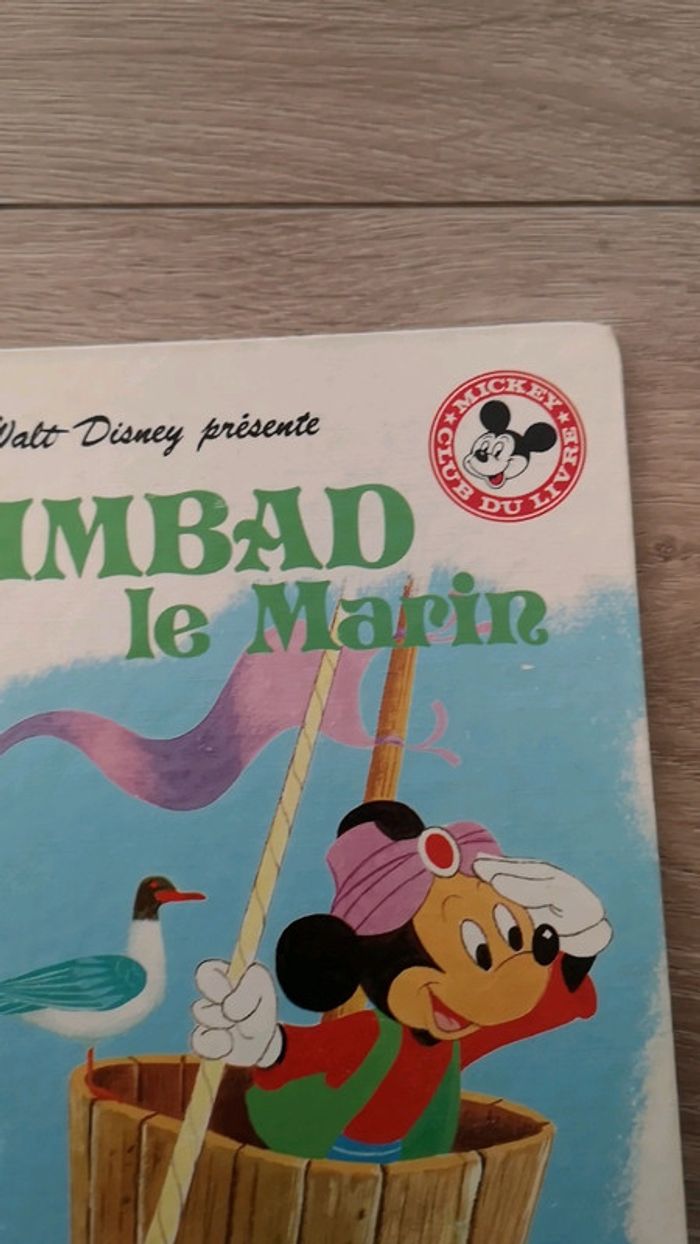 Walt Disney présente
IMBAD
le Marin
★ MICKEY ★
CLUB DU LIVRE